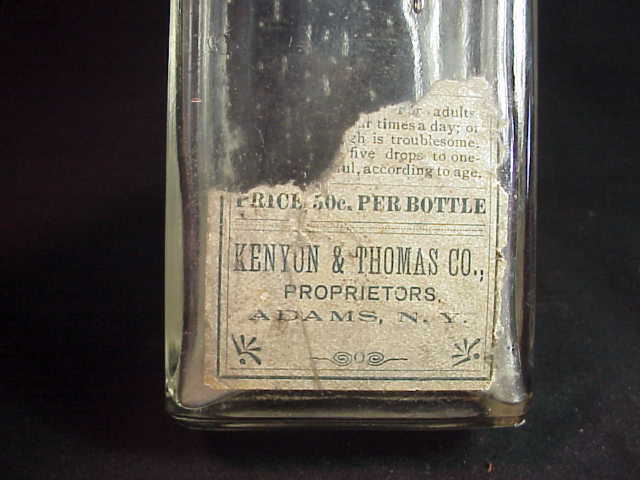 For adults
times a day; or
is troublesome.
five drops to one-
according to age.
PRICE 50c. PER BOTTLE
KENYON & THOMAS CO.,
PROPRIETORS,
ADAMS, N. Y.